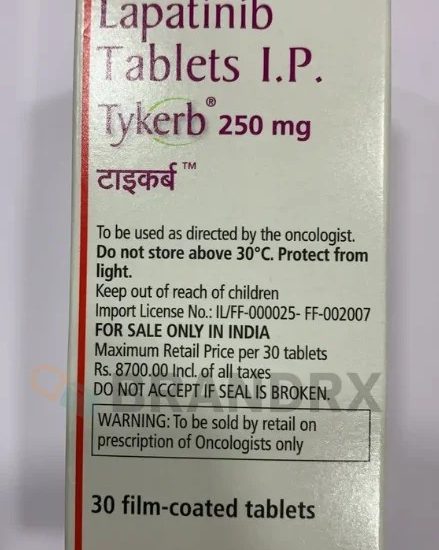 Lapatinib
Tablets I.P.
Tykerb® 250 mg
टाइकर्ब™
To be used as directed by the oncologist.
Do not store above 30°C. Protect from
light.
Keep out of reach of children
Import License No.: IL/FF-000025- FF-002007
FOR SALE ONLY IN INDIA
Maximum Retail Price per 30 tablets
Rs. 8700.00 Incl. of all taxes
DO NOT ACCEPT IF SEAL IS BROKEN.
BRANDRX
WARNING: To be sold by retail on
prescription of Oncologists only
30 film-coated tablets